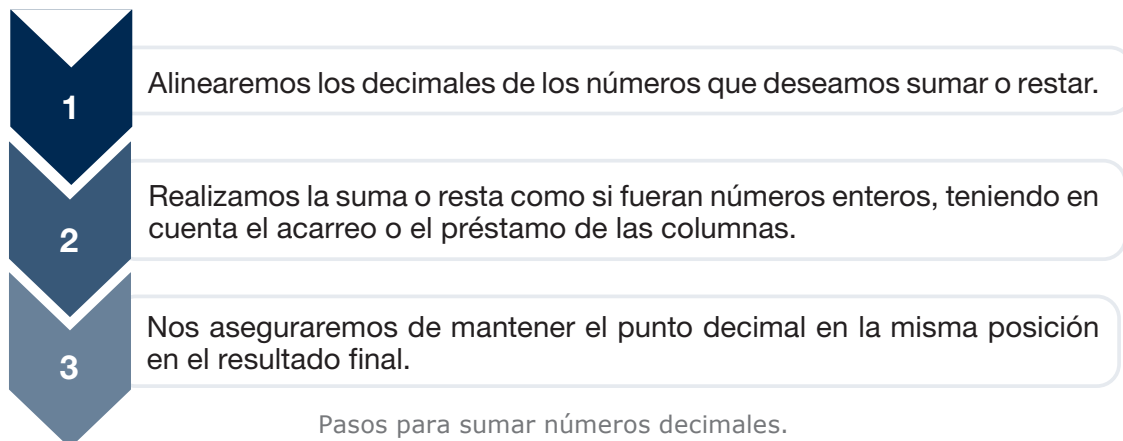 1
Alinearemos los decimales de los números que deseamos sumar o restar.
2
Realizamos la suma o resta como si fueran números enteros, teniendo en
cuenta el acarreo o el préstamo de las columnas.
3
Nos aseguraremos de mantener el punto decimal en la misma posición
en el resultado final.
Pasos para sumar números decimales.